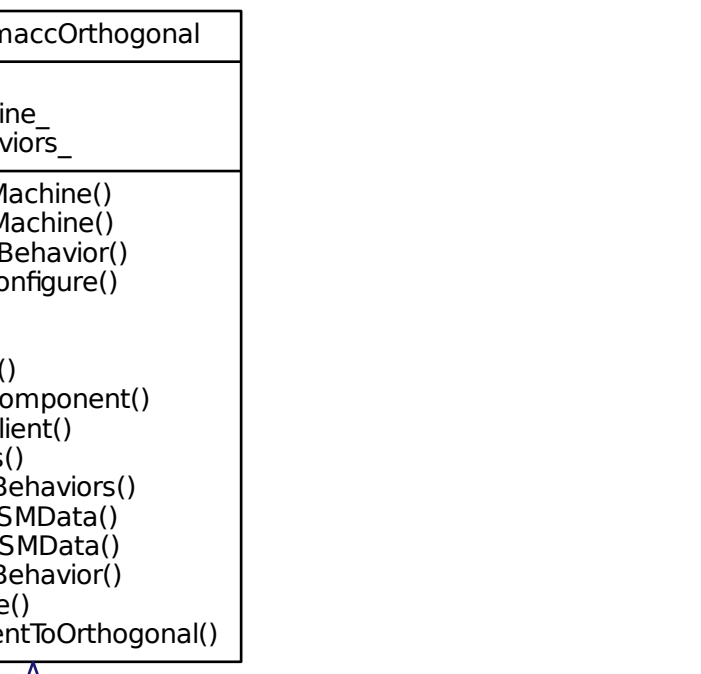 maccOrthogonal
ine_
viors_
Machine()
Machine()
Behavior()
onfigure()
()
omponent()
lient()
s()
Behaviors()
SMData()
SMData()
Behavior()
e()
entToOrthogonal()